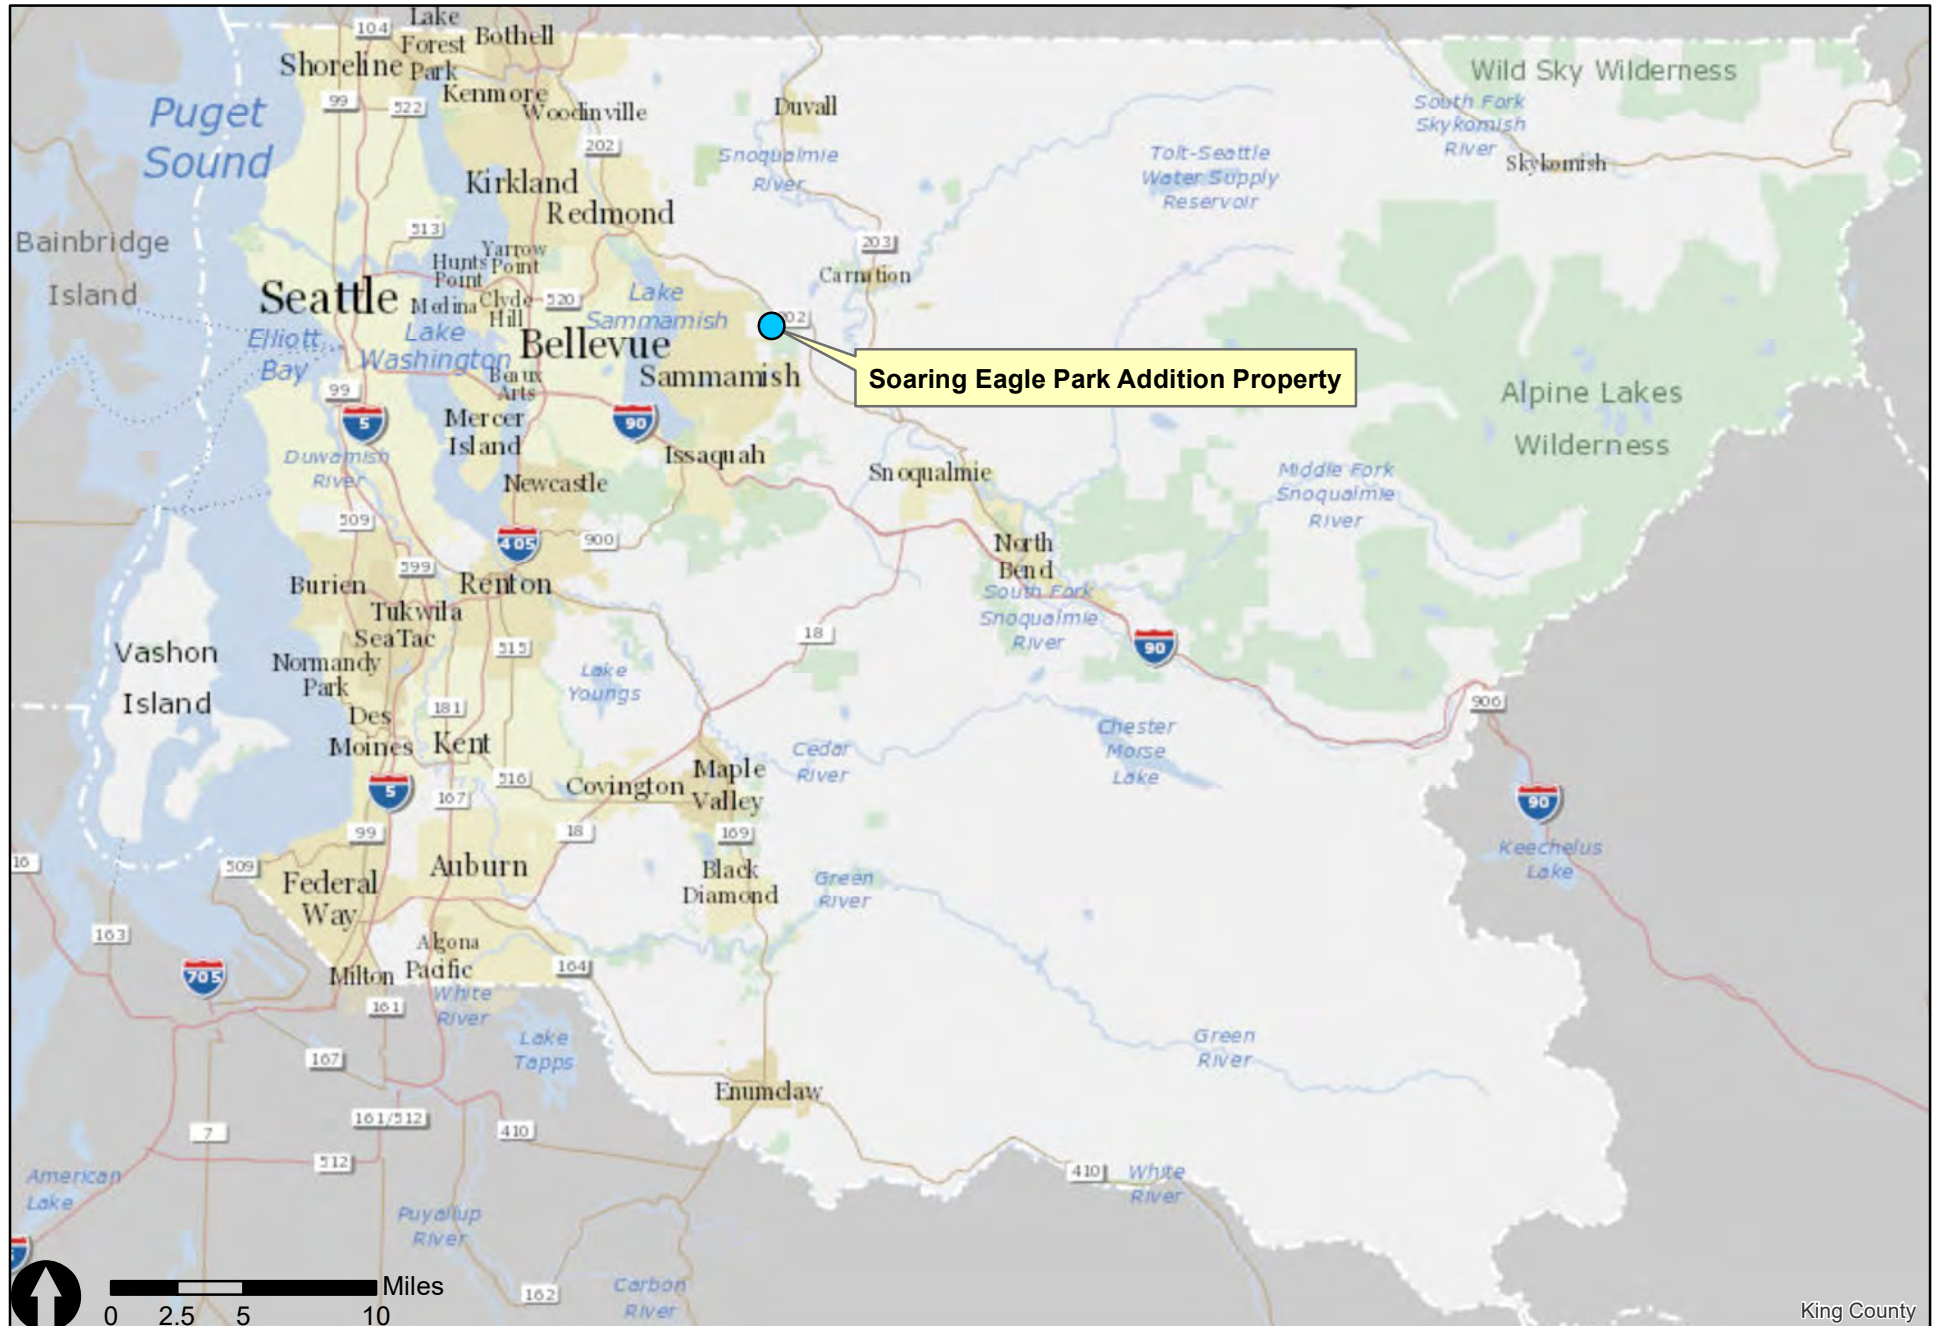 104
Lake
Forest
Park
Bothell
Shoreline
Kenmore
99
522
Woodinville
Duvall
Wild Sky Wilderness
South Fork
Skykomish
River
Skykomish
Puget
Sound
202
Snoqualmie
River
Tolt-Seattle
Water Supply
Reservoir
Kirkland
Redmond
513
203
Bainbridge
Island
Yarrow
Point
Hunts
Point
Carnation
Seattle
Medina
Clyde
Hill
520
Lake
Sammamish
Elliott
Bay
Lake
Washington
Bellevue
Soaring Eagle Park Addition Property
Beaux
Arts
Sammamish
99
5
Mercer
Island
90
Alpine Lakes
Wilderness
Duwamish
River
Issaquah
Snoqualmie
Middle Fork
Snoqualmie
River
Newcastle
509
405
900
North
Bend
599
Burien
Renton
South Fork
Snoqualmie
River
Tukwila
SeaTac
18
90
Vashon
Island
Normandy
Park
515
Lake
Youngs
906
Des
Moines
181
Kent
Cedar
River
Chester
Morse
Lake
5
516
167
Covington
Maple
Valley
90
99
18
169
Keechelus
Lake
16
509
Federal
Way
Auburn
Black
Diamond
Green
River
163
705
Algona
Pacific
Milton
164
161
White
River
Lake
Tapps
Green
River
167
Enumclaw
161/512
7
410
512
410
White
River
American
Lake
Puyallup
River
162
Carbon
River
Miles
0 2.5 5 10
King County